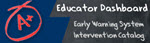 A+
Educator Dashboard
Early Warning System
Intervention Catalog